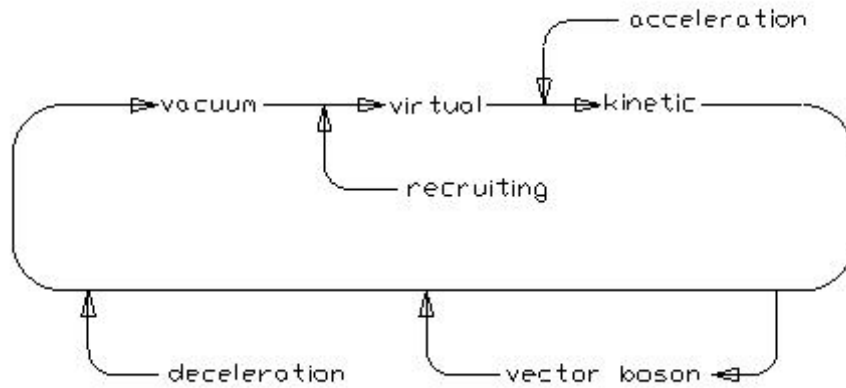 acceleration
vacuum virtual kinetic
recruiting
deceleration vector boson